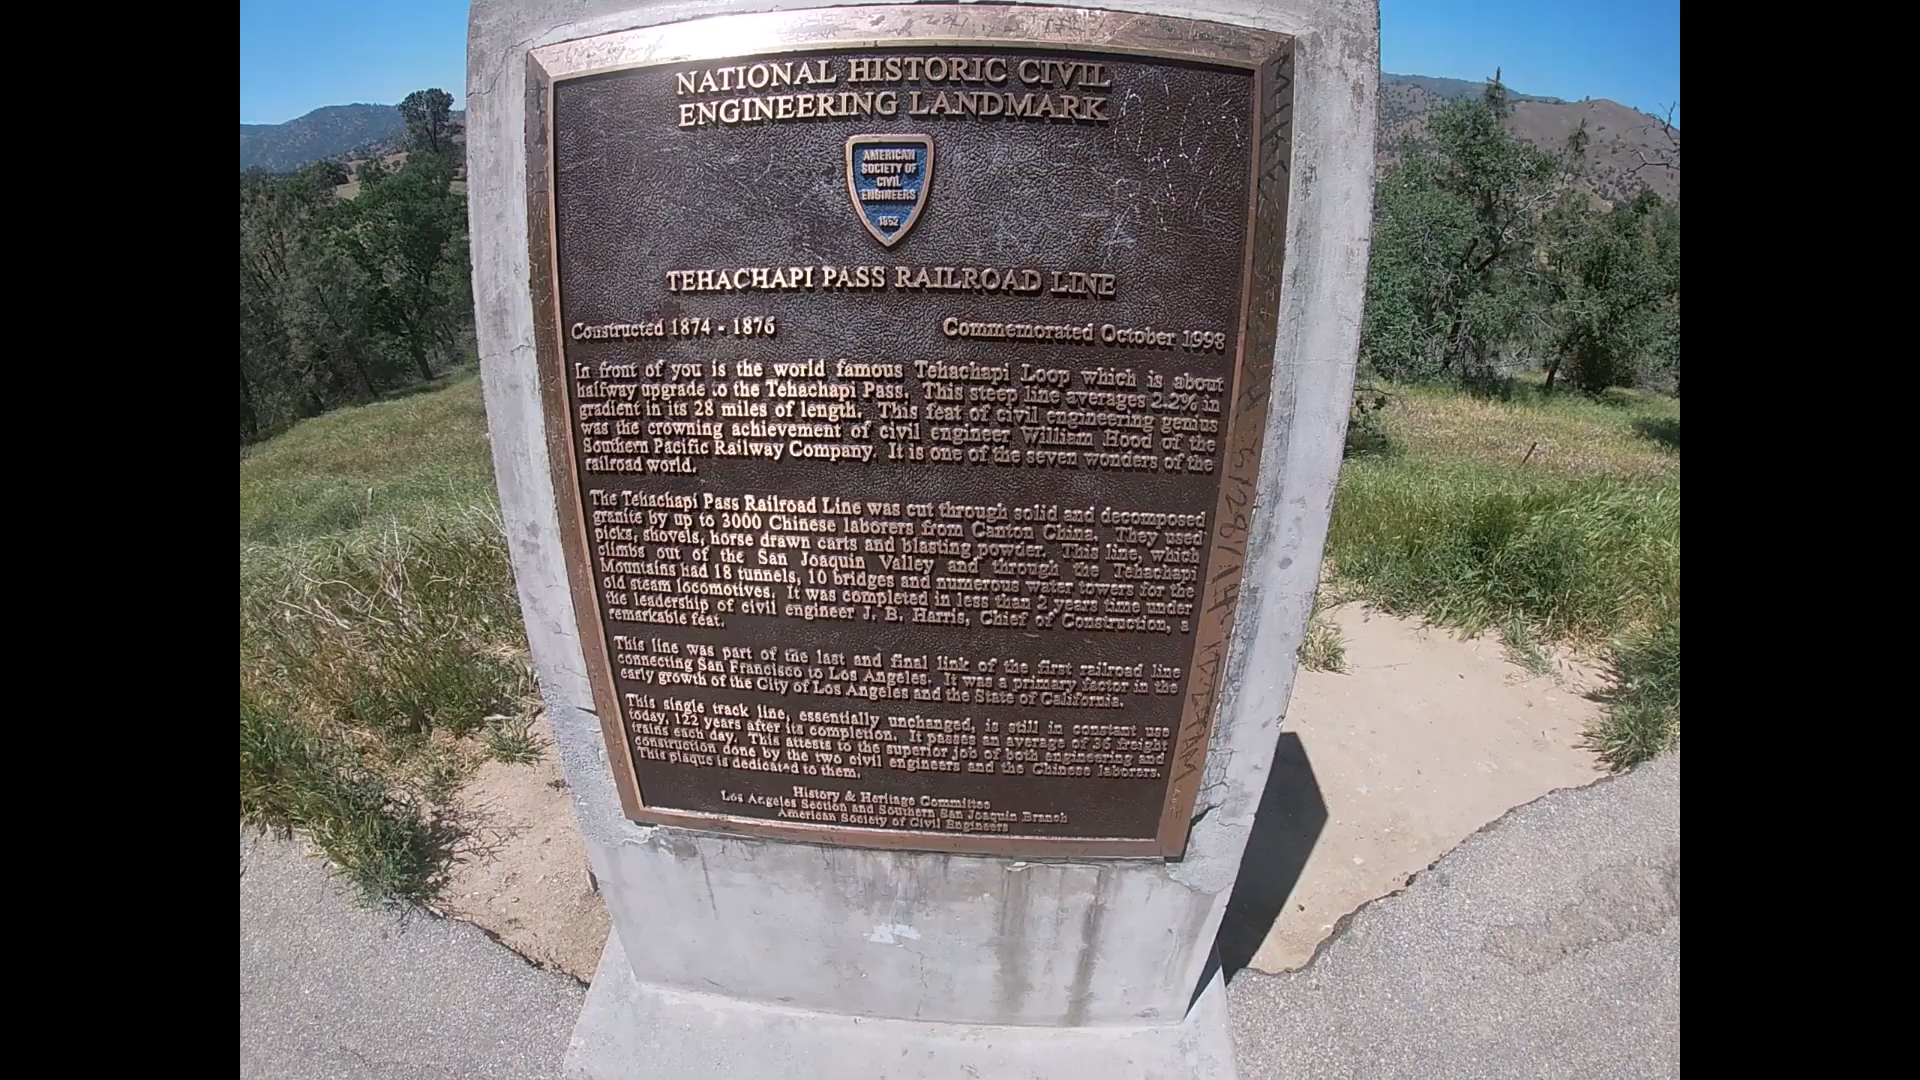 NATIONAL HISTORIC CIVIL
ENGINEERING LANDMARK
AMERICAN
SOCIETY OF
CIVIL
ENGINEERS
1852
TEHACHAPI PASS RAILROAD LINE
Constructed 1874 - 1876
Commemorated October 1998
In front of you is the world famous Tehachapi Loop which is about
halfway upgrade to the Tehachapi Pass. This steep line averages 2.2% in
gradient in its 28 miles of length. This feat of civil engineering genius
was the crowning achievement of civil engineer William Hood of the
Southern Pacific Railway Company. It is one of the seven wonders of the
railroad world.
The Tehachapi Pass Railroad Line was cut through solid and decomposed
granite by up to 3000 Chinese laborers from Canton China. They used
picks, shovels, horse drawn carts and blasting powder. This line, which
climbs out of the San Joaquin Valley and through the Tehachapi
Mountains had 18 tunnels, 10 bridges and numerous water towers for the
old steam locomotives. It was completed in less than 2 years time under
the leadership of civil engineer J. B. Harris, Chief of Construction, a
remarkable feat.
This line was part of the last and final link of the first railroad line
connecting San Francisco to Los Angeles. It was a primary factor in the
early growth of the City of Los Angeles and the State of California.
This single track line, essentially unchanged, is still in constant use
today, 122 years after its completion. It passes an average of 36 freight
trains each day. This attests to the superior job of both engineering and
construction done by the two civil engineers and the Chinese laborers.
This plaque is dedicated to them.
History & Heritage Committee
Los Angeles Section and Southern San Joaquin Branch
American Society of Civil Engineers
MIKE